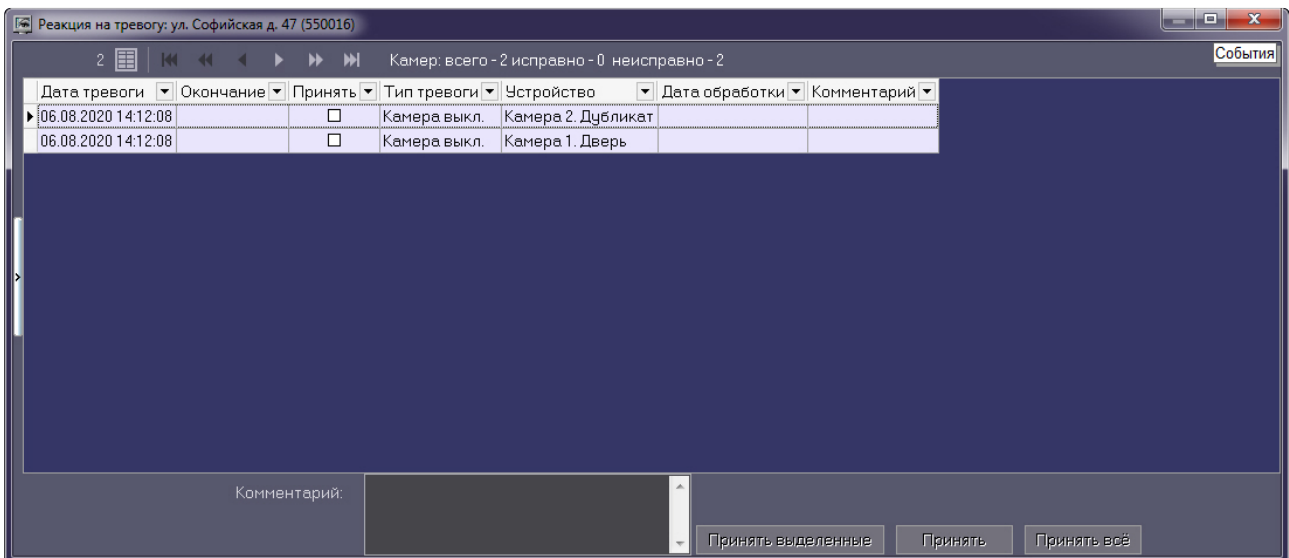 Реакция на тревогу: ул. Софийская д. 47 (550016)
2 Камер: всего - 2 исправно - 0 неисправно - 2
События
Дата тревоги Окончание Принять Тип тревоги Устройство Дата обработки Комментарий
06.08.2020 14:12:08 Камера выкл. Камера 2. Дубликат
06.08.2020 14:12:08 Камера выкл. Камера 1. Дверь
Комментарий:
Принять выделенные Принять Принять всё